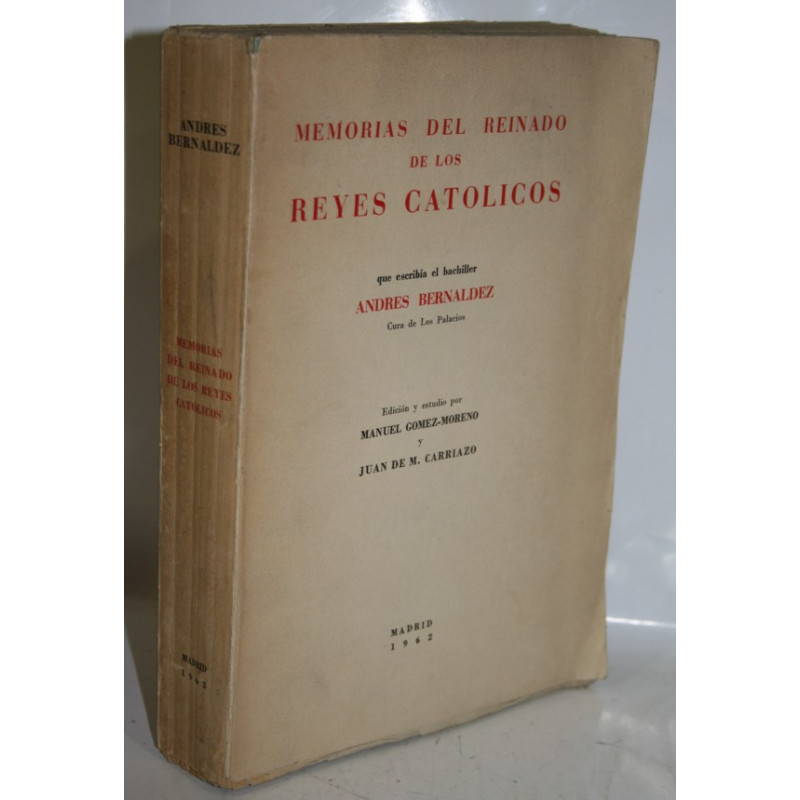 ANDRES
BERNALDEZ
MEMORIAS
DEL REINADO
DE LOS REYES
CATOLICOS
MADRID
1962
MEMORIAS DEL REINADO
DE LOS
REYES CATOLICOS
que escribía el bachiller
ANDRES BERNALDEZ
Cura de Los Palacios
Edición y estudio por
MANUEL GOMEZ-MORENO
y
JUAN DE M. CARRIAZO
MADRID
1962